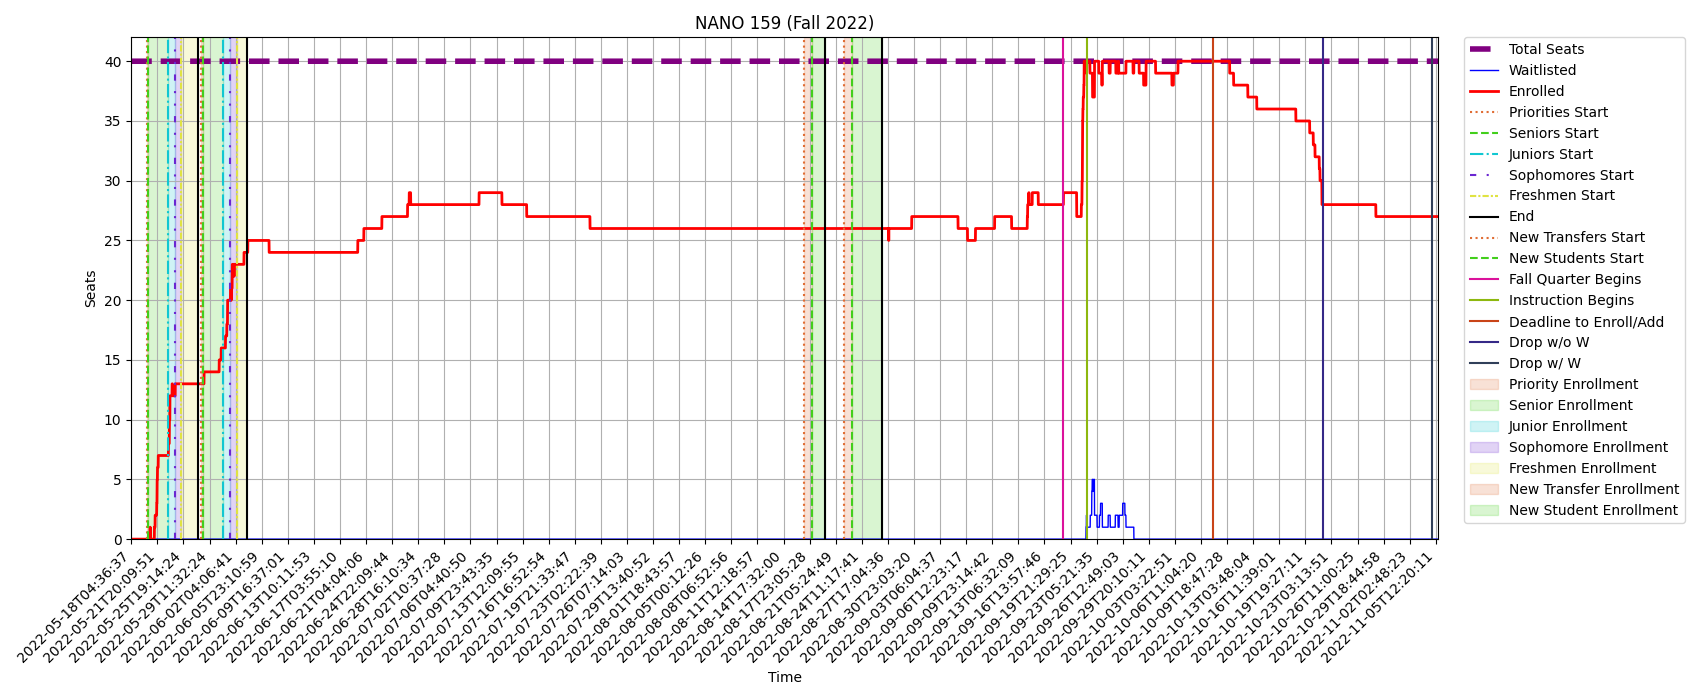 NANO 159 (Fall 2022)
40
35
30
25
20
15
10
5
0
Seats
2022-05-18T04:36:37
2022-05-21T20:09:51
2022-05-25T19:14:24
2022-05-29T11:32:24
2022-06-02T04:06:41
2022-06-05T23:10:59
2022-06-09T16:37:01
2022-06-13T10:11:53
2022-06-17T03:55:10
2022-06-21T04:04:06
2022-06-24T22:09:44
2022-06-28T16:10:34
2022-07-02T10:37:28
2022-07-06T04:40:50
2022-07-09T23:43:35
2022-07-13T12:09:55
2022-07-16T16:52:54
2022-07-19T21:33:47
2022-07-23T02:22:39
2022-07-26T07:14:03
2022-07-29T13:40:52
2022-08-01T18:43:57
2022-08-05T00:12:26
2022-08-08T06:52:56
2022-08-11T12:18:57
2022-08-14T17:32:00
2022-08-17T23:05:28
2022-08-21T05:24:49
2022-08-24T11:17:41
2022-08-27T17:04:36
2022-08-30T23:03:20
2022-09-03T06:04:37
2022-09-06T12:23:17
2022-09-09T23:14:42
2022-09-13T06:32:09
2022-09-16T13:57:46
2022-09-19T21:29:25
2022-09-23T05:21:35
2022-09-26T12:49:03
2022-09-29T20:10:11
2022-10-03T03:22:51
2022-10-06T11:04:20
2022-10-09T18:47:28
2022-10-13T03:48:04
2022-10-16T11:39:01
2022-10-19T19:27:11
2022-10-23T03:13:51
2022-10-26T11:00:25
2022-10-29T18:44:58
2022-11-02T02:48:23
2022-11-05T12:20:11
Time
Total Seats
Waitlisted
Enrolled
Priorities Start
Seniors Start
Juniors Start
Sophomores Start
Freshmen Start
End
New Transfers Start
New Students Start
Fall Quarter Begins
Instruction Begins
Deadline to Enroll/Add
Drop w/o W
Drop w/ W
Priority Enrollment
Senior Enrollment
Junior Enrollment
Sophomore Enrollment
Freshmen Enrollment
New Transfer Enrollment
New Student Enrollment